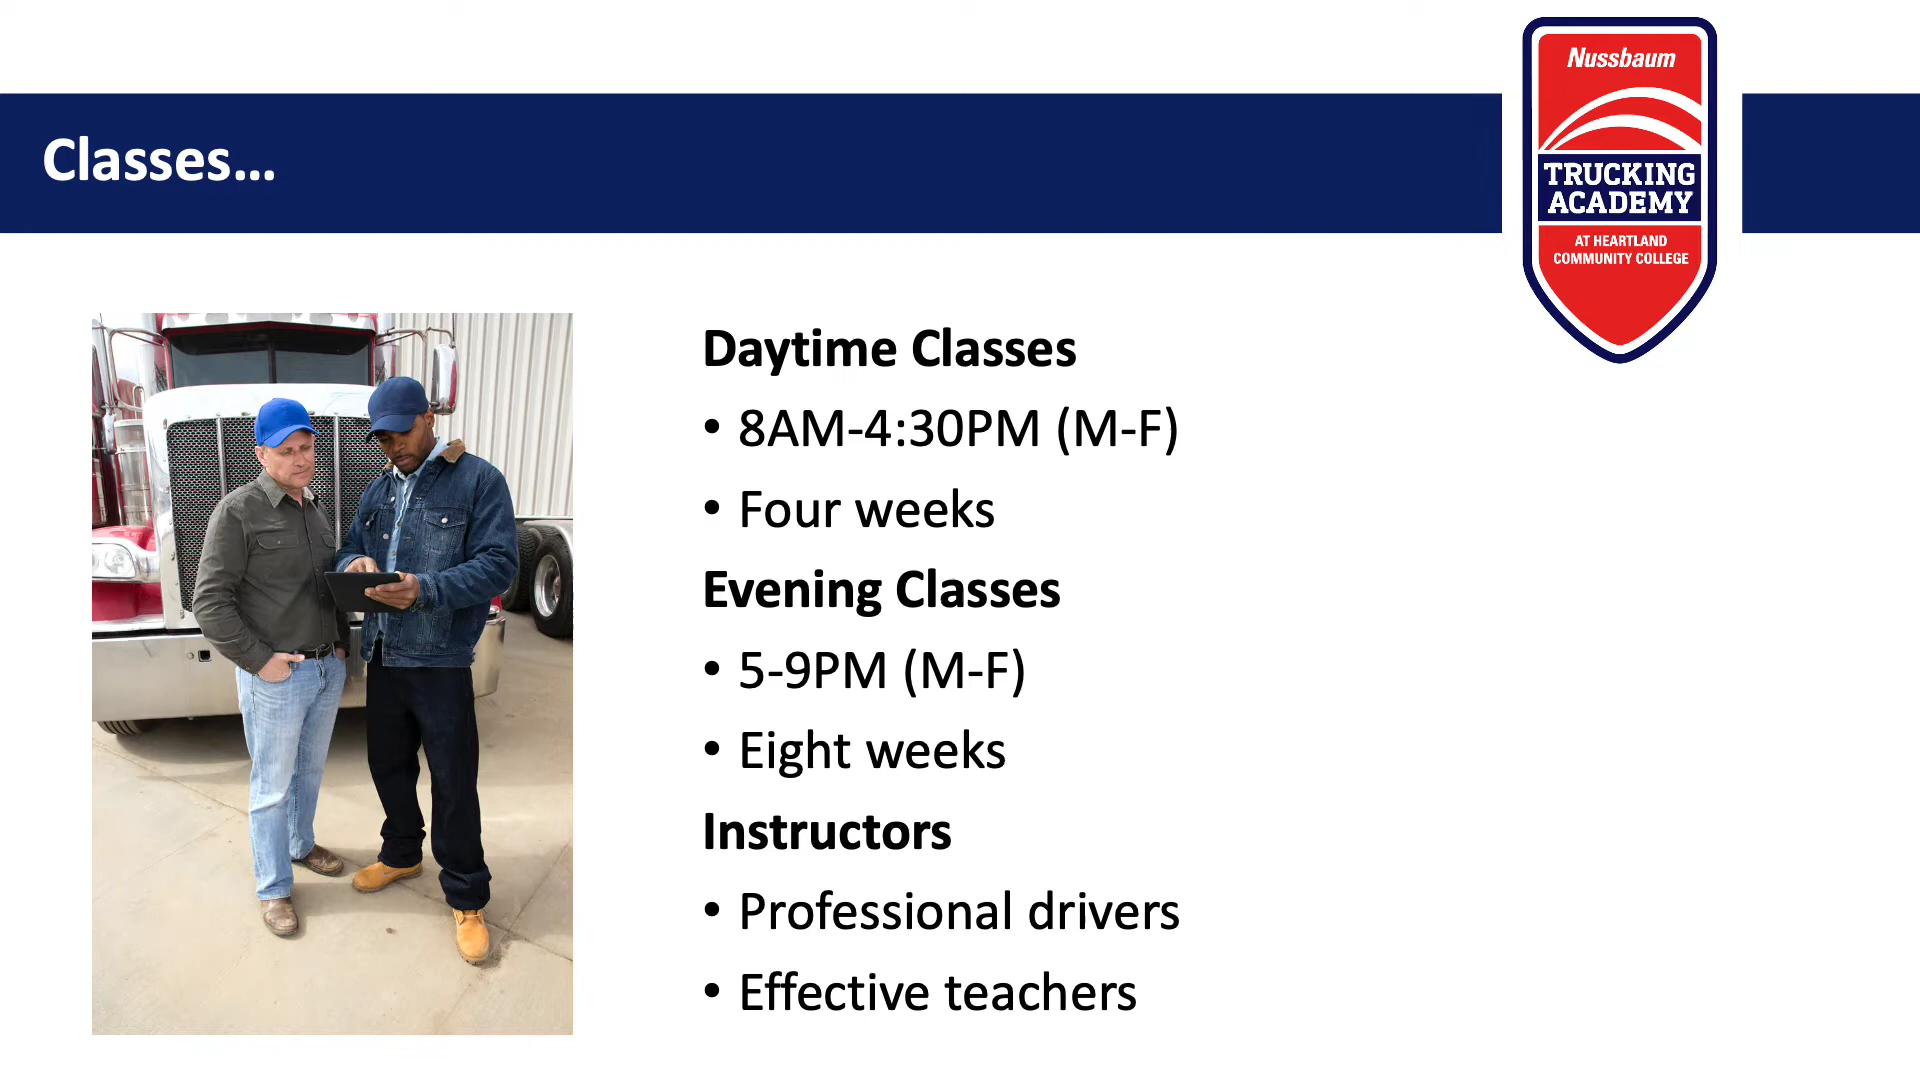 Classes...
Nussbaum
TRUCKING
ACADEMY
AT HEARTLAND
COMMUNITY COLLEGE
Daytime Classes
• 8AM-4:30PM (M-F)
• Four weeks
Evening Classes
• 5-9PM (M-F)
• Eight weeks
Instructors
• Professional drivers
• Effective teachers